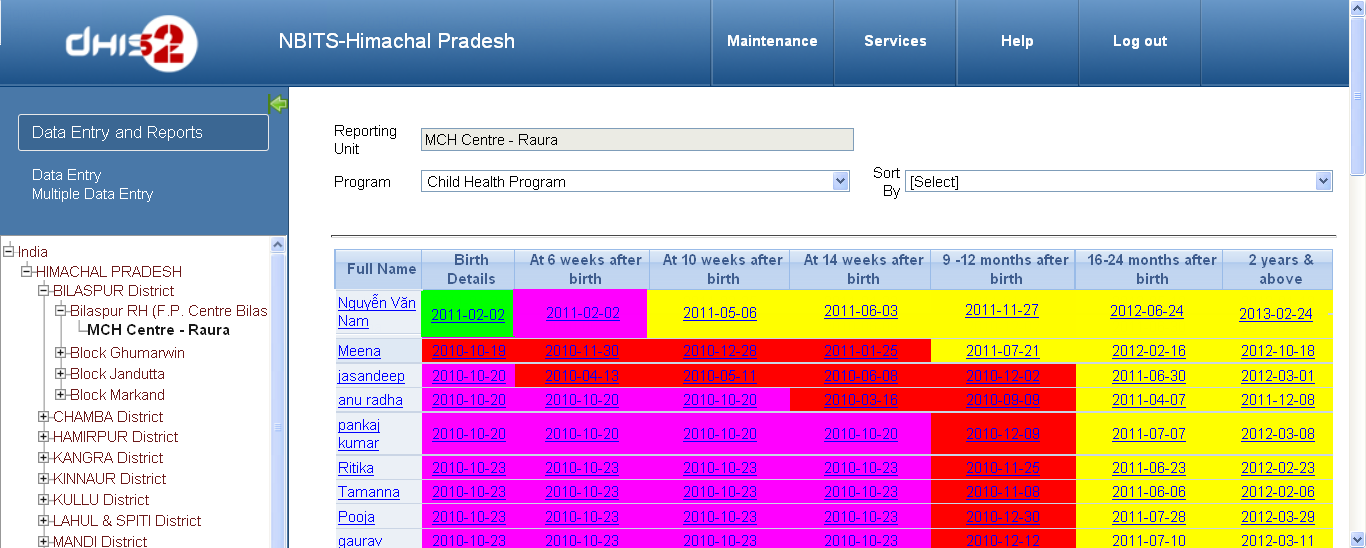 dHIS2
NBITS-Himachal Pradesh
Maintenance
Services
Help
Log out
Data Entry and Reports
Data Entry
Multiple Data Entry
India
HIMACHAL PRADESH
BILASPUR District
Bilaspur RH (F.P. Centre Bilas
MCH Centre - Raura
Block Ghumarwin
Block Jandutta
Block Markand
CHAMBA District
HAMIRPUR District
KANGRA District
KINNAUR District
KULLU District
LAHUL & SPITI District
MANDI District
Reporting
Unit
MCH Centre - Raura
Program
Child Health Program
Sort
By
[Select]
Full Name Birth Details At 6 weeks after birth At 10 weeks after birth At 14 weeks after birth 9 -12 months after birth 16-24 months after birth 2 years & above
Nguyễn Văn Nam 2011-02-02 2011-02-02 2011-05-06 2011-06-03 2011-11-27 2012-06-24 2013-02-24
Meena 2010-10-19 2010-11-30 2010-12-28 2011-01-25 2011-07-21 2012-02-16 2012-10-18
jasandeep 2010-10-20 2010-04-13 2010-05-11 2010-06-08 2010-12-02 2011-06-30 2012-03-01
anu radha 2010-10-20 2010-10-20 2010-10-20 2010-03-16 2010-09-09 2011-04-07 2011-12-08
pankaj kumar 2010-10-20 2010-10-20 2010-10-20 2010-10-20 2010-12-09 2011-07-07 2012-03-08
Ritika 2010-10-23 2010-10-23 2010-10-23 2010-10-23 2010-11-25 2011-06-23 2012-02-23
Tamanna 2010-10-23 2010-10-23 2010-10-23 2010-10-23 2010-11-03 2011-06-06 2012-02-06
Pooja 2010-10-23 2010-10-23 2010-10-23 2010-10-23 2010-12-30 2011-07-28 2012-03-29
gaurav 2010-10-23 2010-10-23 2010-10-23 2010-10-23 2010-12-12 2011-07-10 2012-03-11